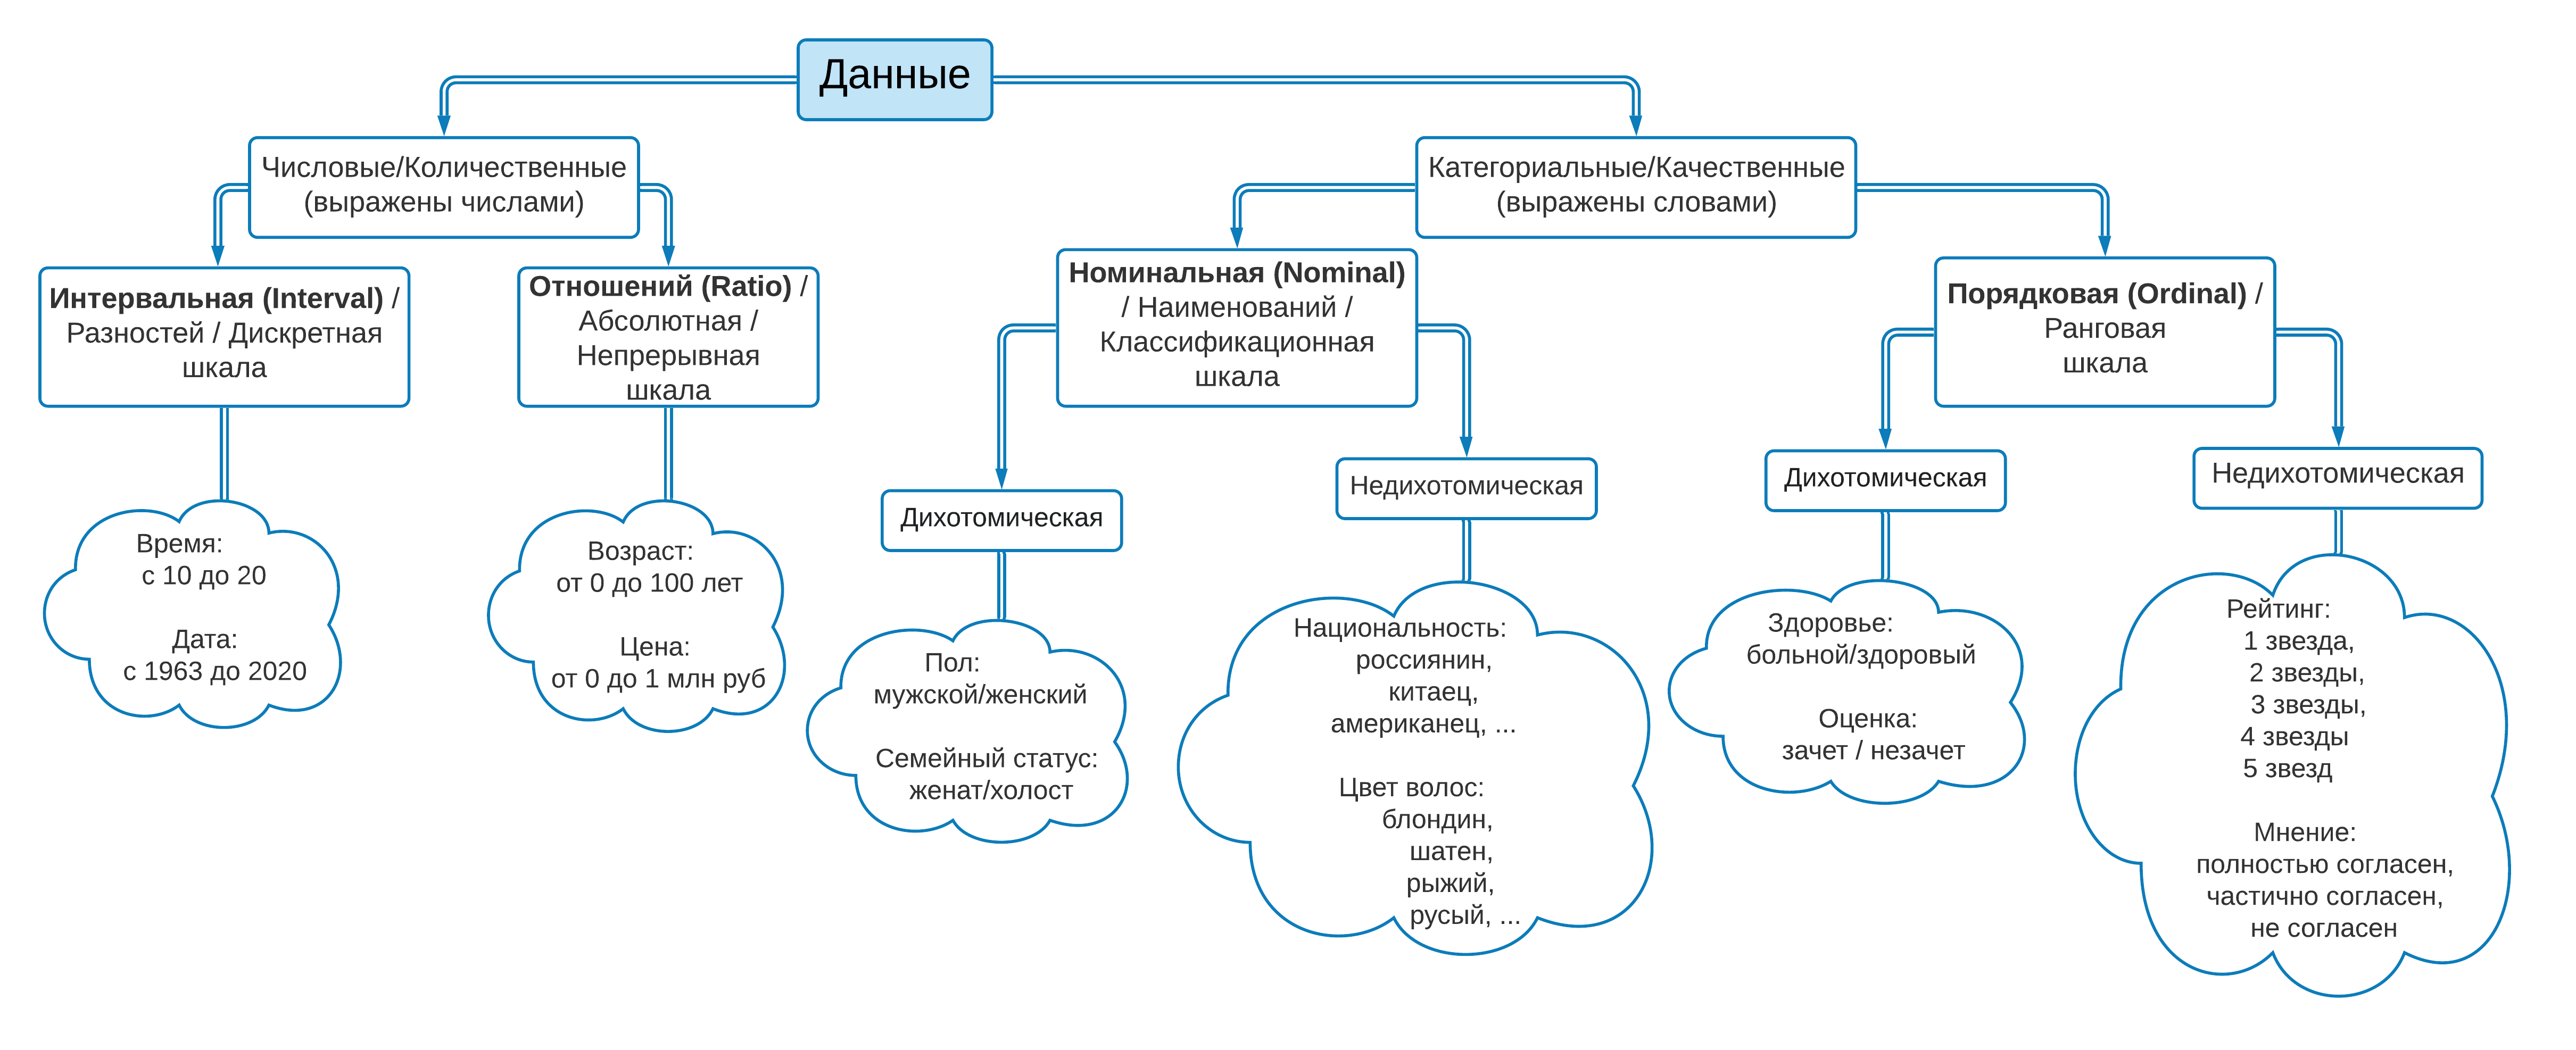 Данные
Числовые/Количественные
(выражены числами)
Категориальные/Качественные
(выражены словами)
Интервальная (Interval) /
Разностей / Дискретная
шкала
Отношений (Ratio) /
Абсолютная /
Непрерывная
шкала
Номинальная (Nominal)
/ Наименований /
Классификационная
шкала
Порядковая (Ordinal) /
Ранговая
шкала
Дихотомическая
Недихотомическая
Дихотомическая
Недихотомическая
Время:
с 10 до 20
Дата:
с 1963 до 2020
Возраст:
от 0 до 100 лет
Цена:
от 0 до 1 млн руб
Пол:
мужской/женский
Семейный статус:
женат/холост
Национальность:
россиянин,
китаец,
американец, ...
Цвет волос:
блондин,
шатен,
рыжий,
русый, ...
Здоровье:
больной/здоровый
Оценка:
зачет / незачет
Рейтинг:
1 звезда,
2 звезды,
3 звезды,
4 звезды
5 звезд
Мнение:
полностью согласен,
частично согласен,
не согласен